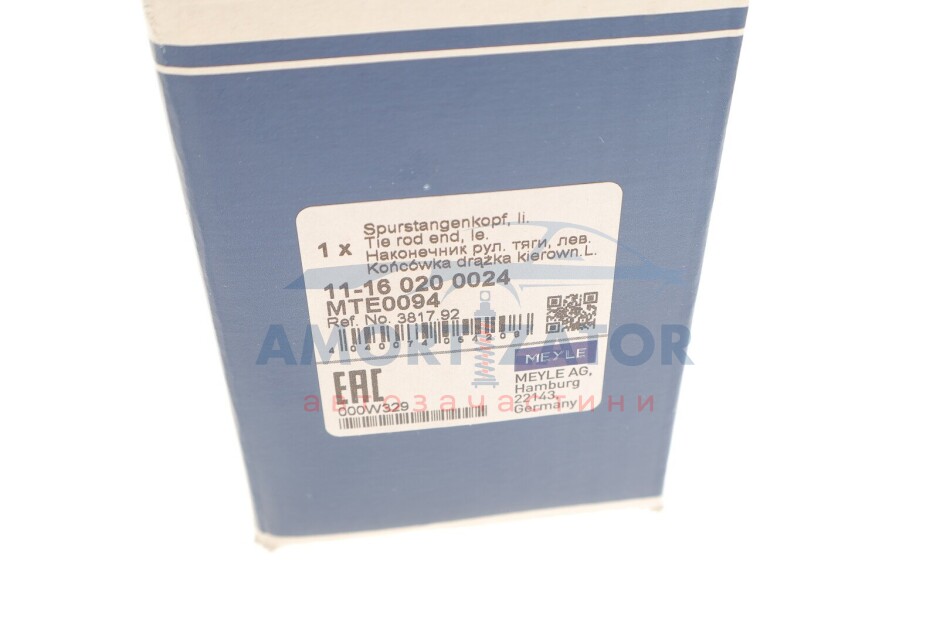 1 x
Spurstangenkopf, li.
Tie rod end, le.
Наконечник рул. тяги, лев.
Końcówka drążka kierown.L.
11-16 020 0024
MTE0094
Ref. No. 3817.92
AMORTIZATOR
MEYLE
MEYLE AG,
Hamburg
22143,
Germany
EAC
автозапчастини
000W329